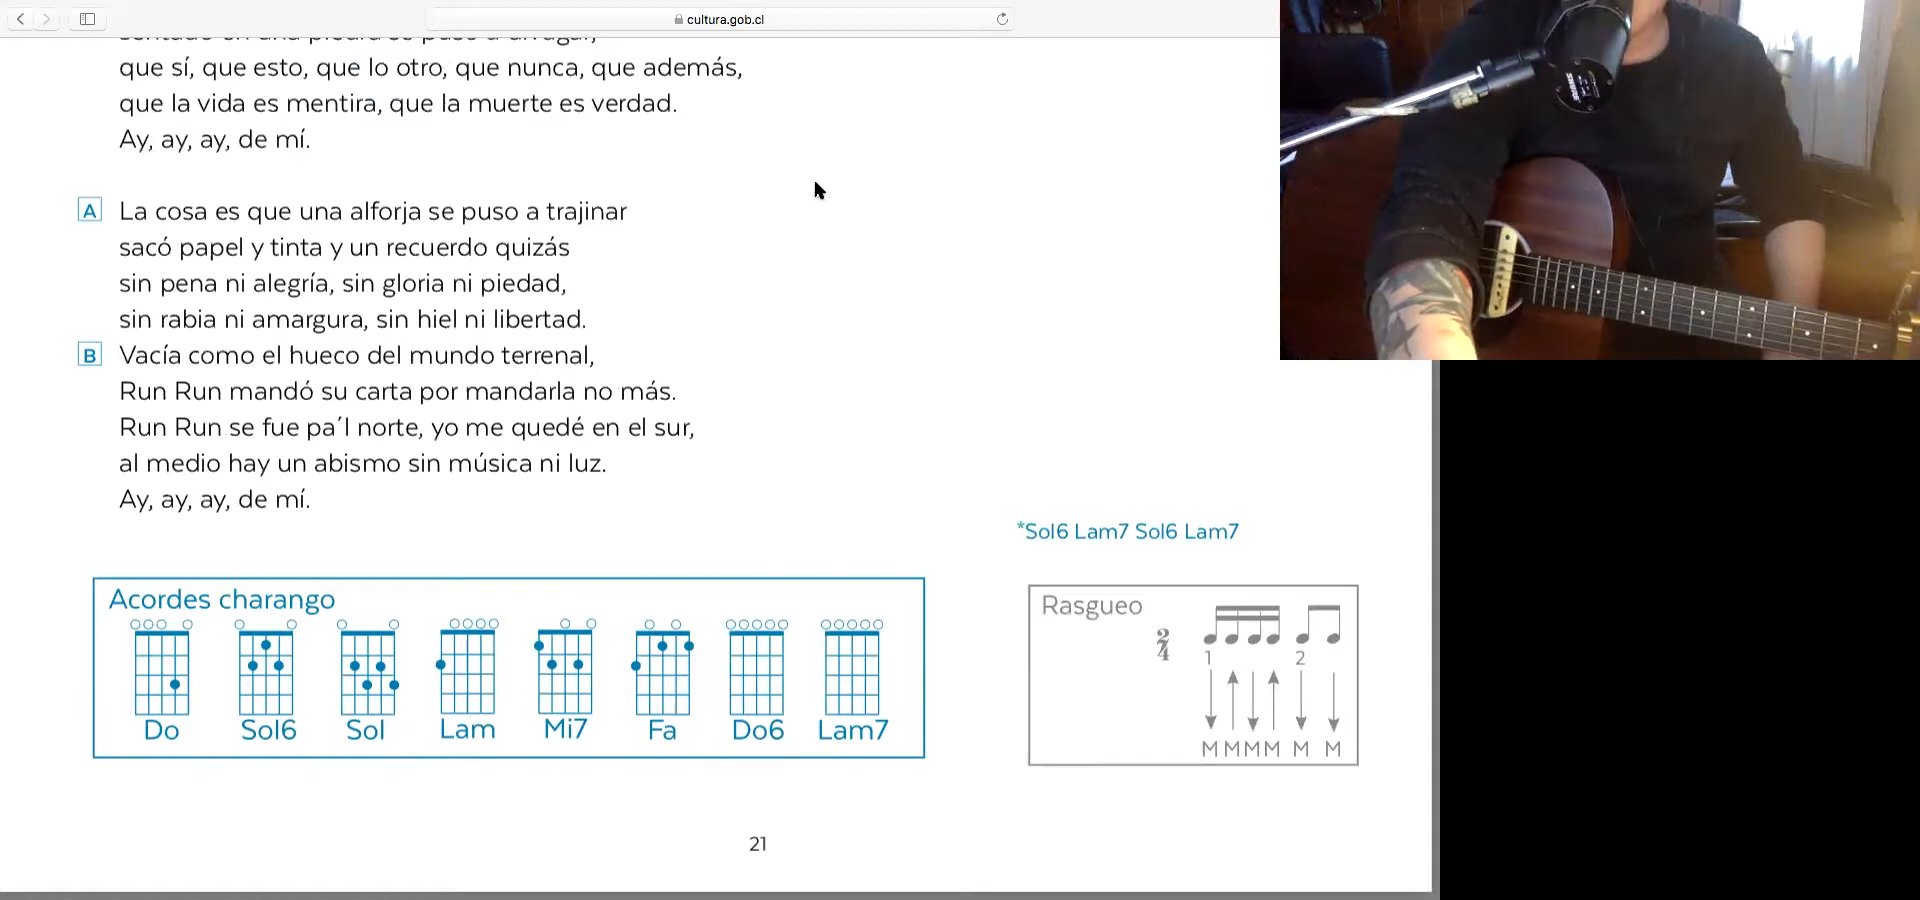 cultura.gob.cl
que sí, que esto, que lo otro, que nunca, que además,
que la vida es mentira, que la muerte es verdad.
Ay, ay, ay, de mí.
A La cosa es que una alforja se puso a trajinar
sacó papel y tinta y un recuerdo quizás
sin pena ni alegría, sin gloria ni piedad,
sin rabia ni amargura, sin hiel ni libertad.
B Vacía como el hueco del mundo terrenal,
Run Run mandó su carta por mandarla no más.
Run Run se fue pa´l norte, yo me quedé en el sur,
al medio hay un abismo sin música ni luz.
Ay, ay, ay, de mí.
*Sol6 Lam7 Sol6 Lam7
Acordes charango
Do Sol6 Sol Lam Mi7 Fa Do6 Lam7
Rasgueo
2
4
1 2
M M M M M M
21